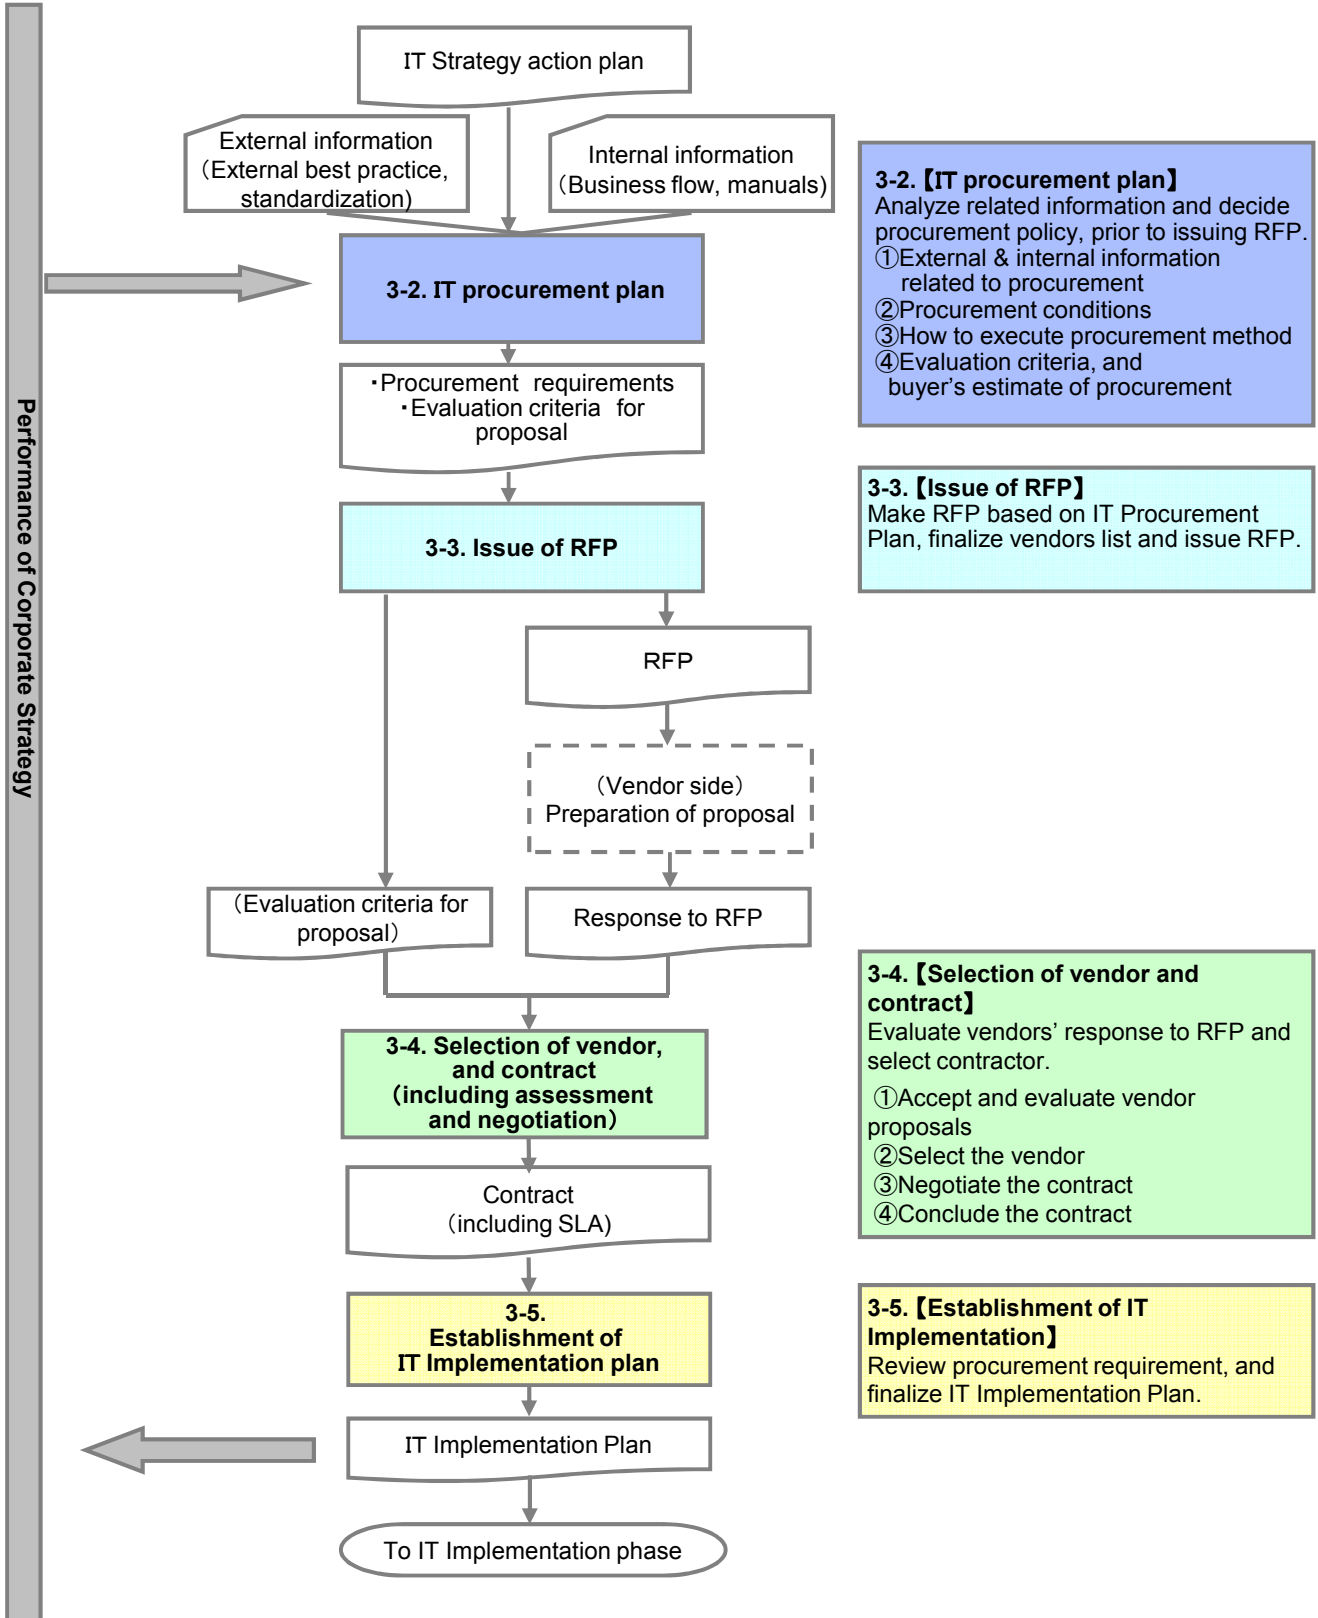 Performance of Corporate Strategy
IT Strategy action plan
External information
（External best practice,
standardization)
Internal information
（Business flow, manuals)
3-2. IT procurement plan
・Procurement requirements
・Evaluation criteria for
proposal
3-3. Issue of RFP
RFP
（Vendor side）
Preparation of proposal
（Evaluation criteria for
proposal）
Response to RFP
3-4. Selection of vendor,
and contract
（including assessment
and negotiation）
Contract
（including SLA)
3-5.
Establishment of
IT Implementation plan
IT Implementation Plan
To IT Implementation phase
3-2.【IT procurement plan】
Analyze related information and decide
procurement policy, prior to issuing RFP.
①External & internal information
related to procurement
②Procurement conditions
③How to execute procurement method
④Evaluation criteria, and
buyer’s estimate of procurement
3-3.【Issue of RFP】
Make RFP based on IT Procurement
Plan, finalize vendors list and issue RFP.
3-4.【Selection of vendor and
contract】
Evaluate vendors’ response to RFP and
select contractor.
①Accept and evaluate vendor
proposals
②Select the vendor
③Negotiate the contract
④Conclude the contract
3-5.【Establishment of IT
Implementation】
Review procurement requirement, and
finalize IT Implementation Plan.